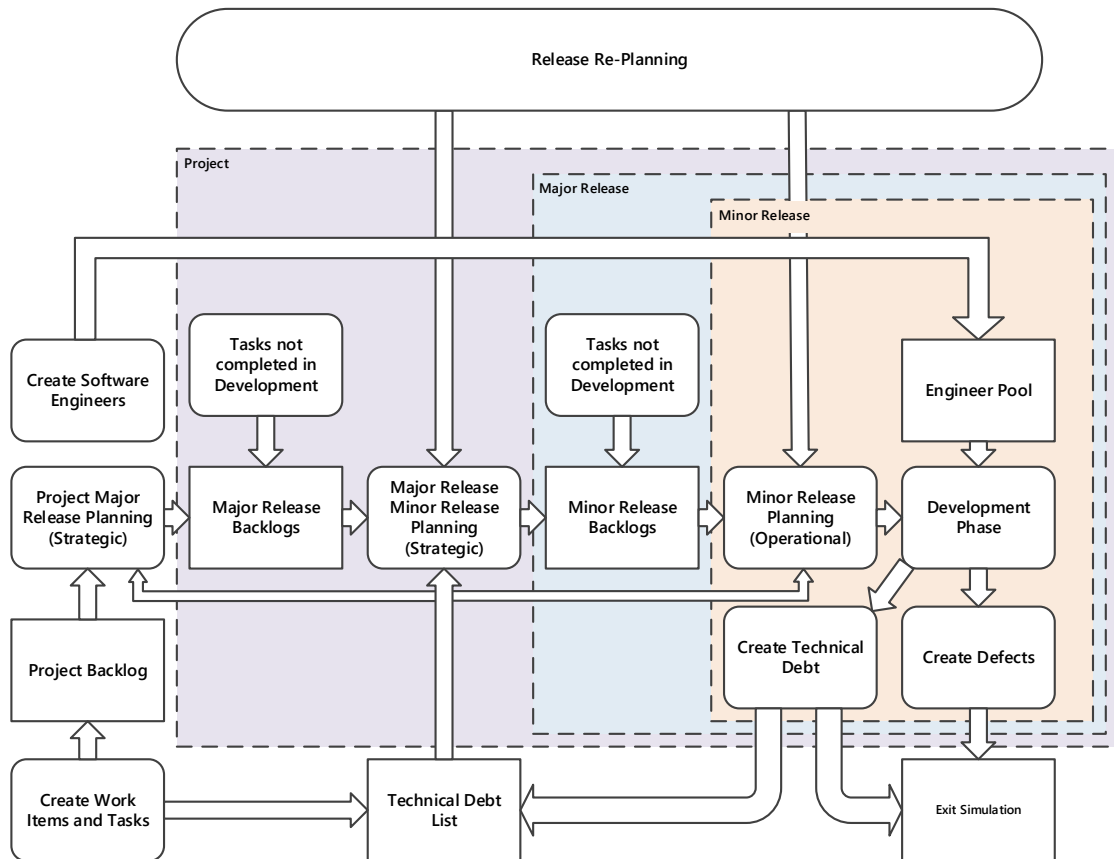 Release Re-Planning
Project
Major Release
Minor Release
Tasks not
completed in
Development
Tasks not
completed in
Development
Create Software
Engineers
Engineer Pool
Project Major
Release Planning
(Strategic)
Major Release
Backlogs
Major Release
Minor Release
Planning
(Strategic)
Minor Release
Backlogs
Minor Release
Planning
(Operational)
Development
Phase
Project Backlog
Create Technical
Debt
Create Defects
Create Work
Items and Tasks
Technical Debt
List
Exit Simulation